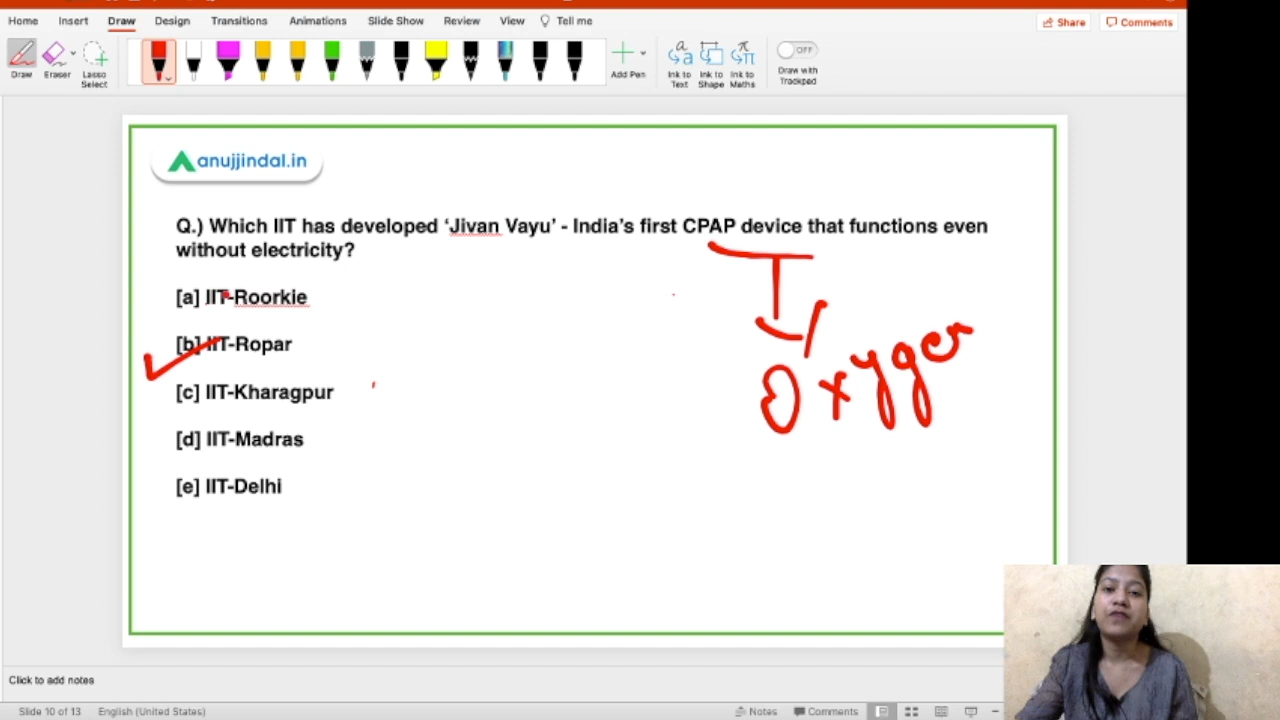 Home Insert Draw Design Transitions Animations Slide Show Review View Tell me
Share Comments
Draw Eraser Lasso Select
Add Pen
Ink to Text Ink to Shape Ink to Maths
OFF
Draw with Trackpad
anujjindal.in
Q.) Which IIT has developed ‘Jivan Vayu’ - India’s first CPAP device that functions even
without electricity?
[a] IIT-Roorkie
[b] IIT-Ropar
[c] IIT-Kharagpur
[d] IIT-Madras
[e] IIT-Delhi
Oxygen
Click to add notes
Slide 10 of 13 English (United States) Notes Comments